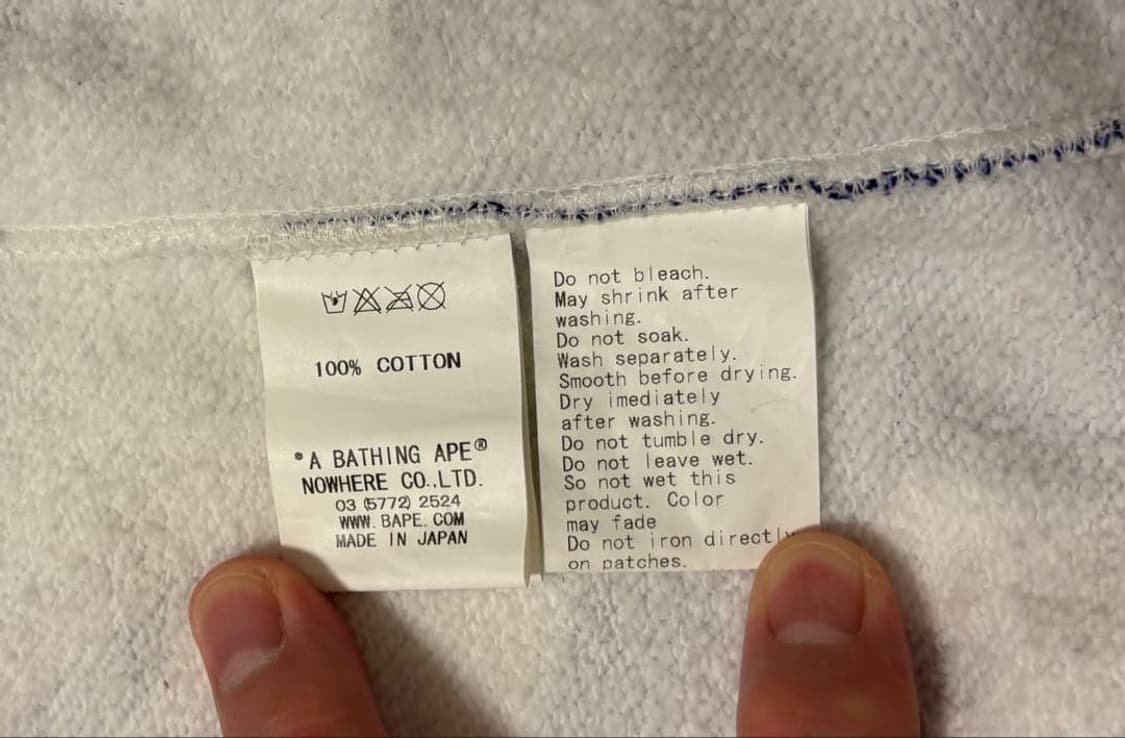 100% COTTON
*A BATHING APE®
NOWHERE CO.,LTD.
03 (5772) 2524
WWW.BAPE.COM
MADE IN JAPAN
Do not bleach.
May shrink after
washing.
Do not soak.
Wash separately.
Smooth before drying.
Dry imediately
after washing.
Do not tumble dry.
Do not leave wet.
So not wet this
product. Color
may fade
Do not iron directly
on patches.